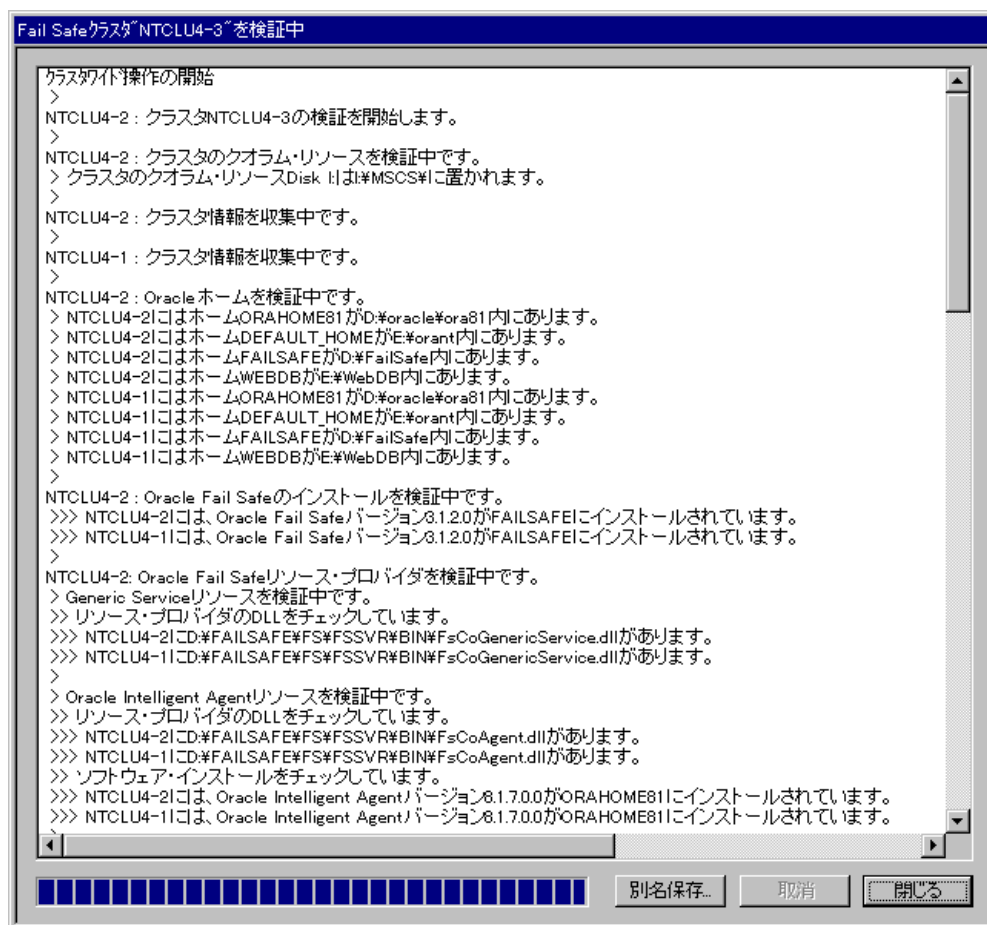 Fail Safeｸﾗｽﾀ"NTCLU4-3"を検証中
ｸﾗｽﾀﾜｲﾄﾞ操作の開始
>
NTCLU4-2 : クラスタNTCLU4-3の検証を開始します。
>
NTCLU4-2 : クラスタのクオラム・リソースを検証中です。
> クラスタのクオラム・リソースDisk I:はI:¥MSCS¥に置かれます。
>
NTCLU4-2 : クラスタ情報を収集中です。
>
NTCLU4-1 : クラスタ情報を収集中です。
>
NTCLU4-2 : Oracleホームを検証中です。
> NTCLU4-2にはホームORAHOME81がD:¥oracle¥ora81内にあります。
> NTCLU4-2にはホームDEFAULT_HOMEがE:¥orant内にあります。
> NTCLU4-2にはホームFAILSAFEがD:¥FailSafe内にあります。
> NTCLU4-2にはホームWEBDBがE:¥WebDB内にあります。
> NTCLU4-1にはホームORAHOME81がD:¥oracle¥ora81内にあります。
> NTCLU4-1にはホームDEFAULT_HOMEがE:¥orant内にあります。
> NTCLU4-1にはホームFAILSAFEがD:¥FailSafe内にあります。
> NTCLU4-1にはホームWEBDBがE:¥WebDB内にあります。
>
NTCLU4-2 : Oracle Fail Safeのインストールを検証中です。
>>> NTCLU4-2には、Oracle Fail Safeバージョン3.1.2.0がFAILSAFEにインストールされています。
>>> NTCLU4-1には、Oracle Fail Safeバージョン3.1.2.0がFAILSAFEにインストールされています。
>
NTCLU4-2: Oracle Fail Safeリソース・プロバイダを検証中です。
> Generic Serviceリソースを検証中です。
>> リソース・プロバイダのDLLをチェックしています。
>>> NTCLU4-2にD:¥FAILSAFE¥FS¥FSSVR¥BIN¥FsCoGenericService.dllがあります。
>>> NTCLU4-1にD:¥FAILSAFE¥FS¥FSSVR¥BIN¥FsCoGenericService.dllがあります。
>
> Oracle Intelligent Agentリソースを検証中です。
>> リソース・プロバイダのDLLをチェックしています。
>>> NTCLU4-2にD:¥FAILSAFE¥FS¥FSSVR¥BIN¥FsCoAgent.dllがあります。
>>> NTCLU4-1にD:¥FAILSAFE¥FS¥FSSVR¥BIN¥FsCoAgent.dllがあります。
>> ソフトウェア・インストールをチェックしています。
>>> NTCLU4-2には、Oracle Intelligent Agentバージョン8.1.7.0.0がORAHOME81にインストールされています。
>>> NTCLU4-1には、Oracle Intelligent Agentバージョン8.1.7.0.0がORAHOME81にインストールされています。
別名保存... 取消 閉じる